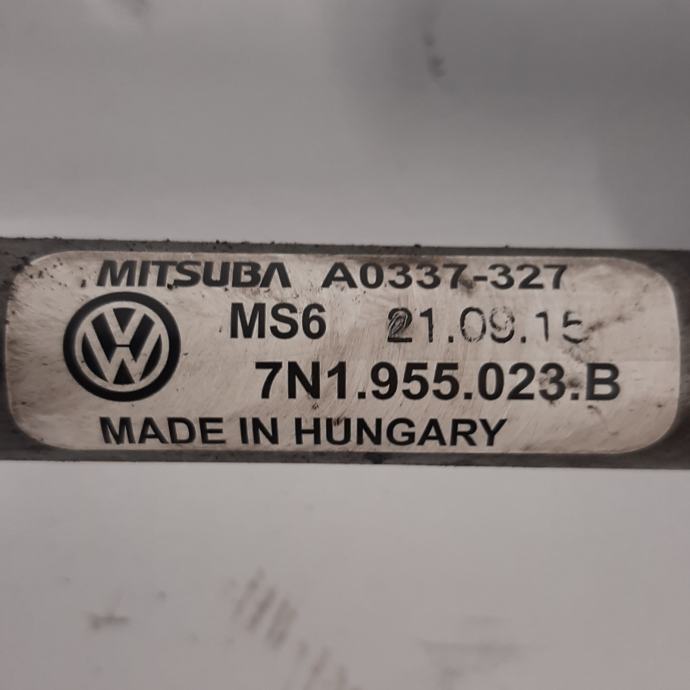 MITSUBA A0337-327
MS6 21.09.15
7N1.955.023.B
MADE IN HUNGARY